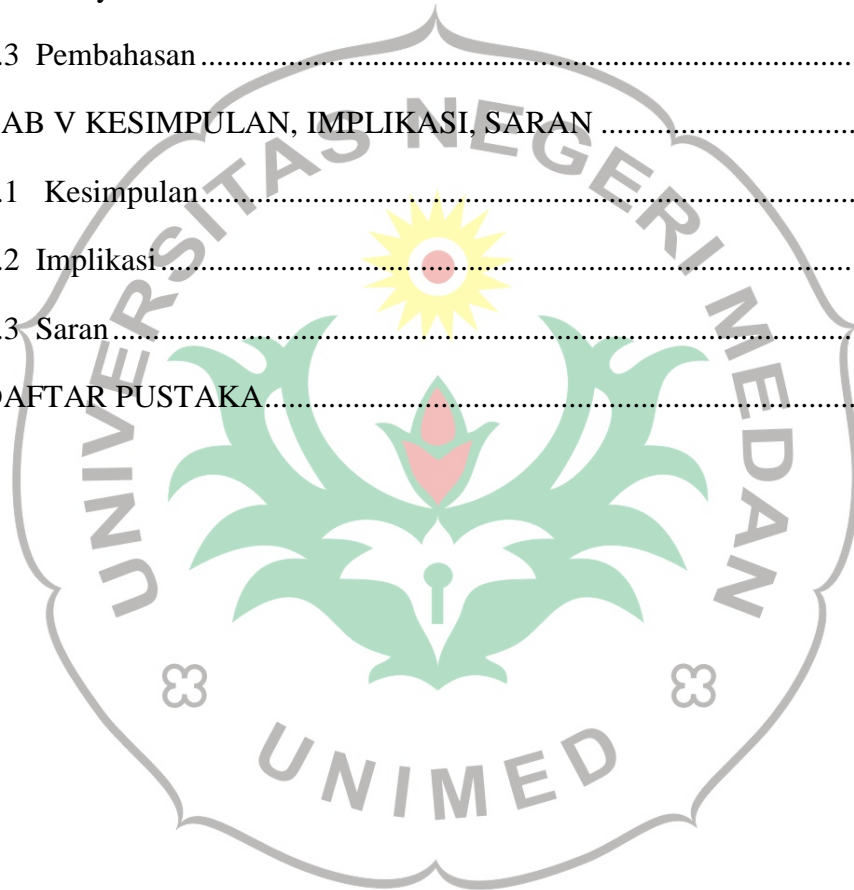 .3 Pembahasan ................. ............................................................
AB V KESIMPULAN, IMPLIKASI, SARAN ..............................
.1 Kesimpulan...............................................................................
.2 Implikasi.................. ................................................................
.3 Saran................... .....................................................................
DAFTAR PUSTAKA......................................................................
UNIVERSITAS NEGERI MEDAN
UNIMED